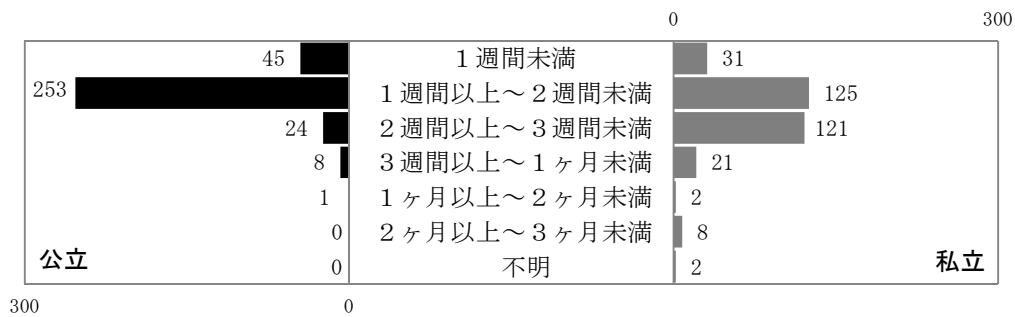 0 300
45 1週間未満 31
253 1週間以上～2週間未満 125
24 2週間以上～3週間未満 121
8 3週間以上～1ヶ月未満 21
1 1ヶ月以上～2ヶ月未満 2
0 2ヶ月以上～3ヶ月未満 8
公立 0 不明 2 私立
300 0